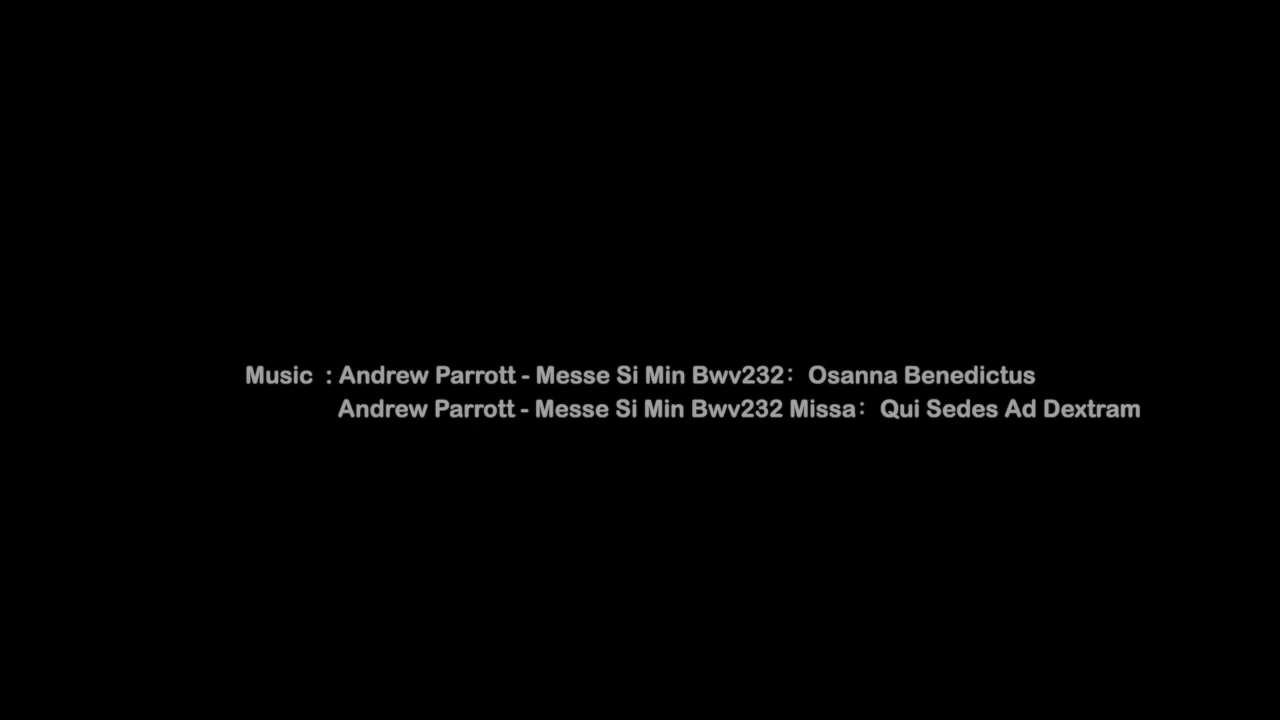 Music : Andrew Parrott - Messe Si Min Bwv232：Osanna Benedictus
Andrew Parrott - Messe Si Min Bwv232 Missa：Qui Sedes Ad Dextram